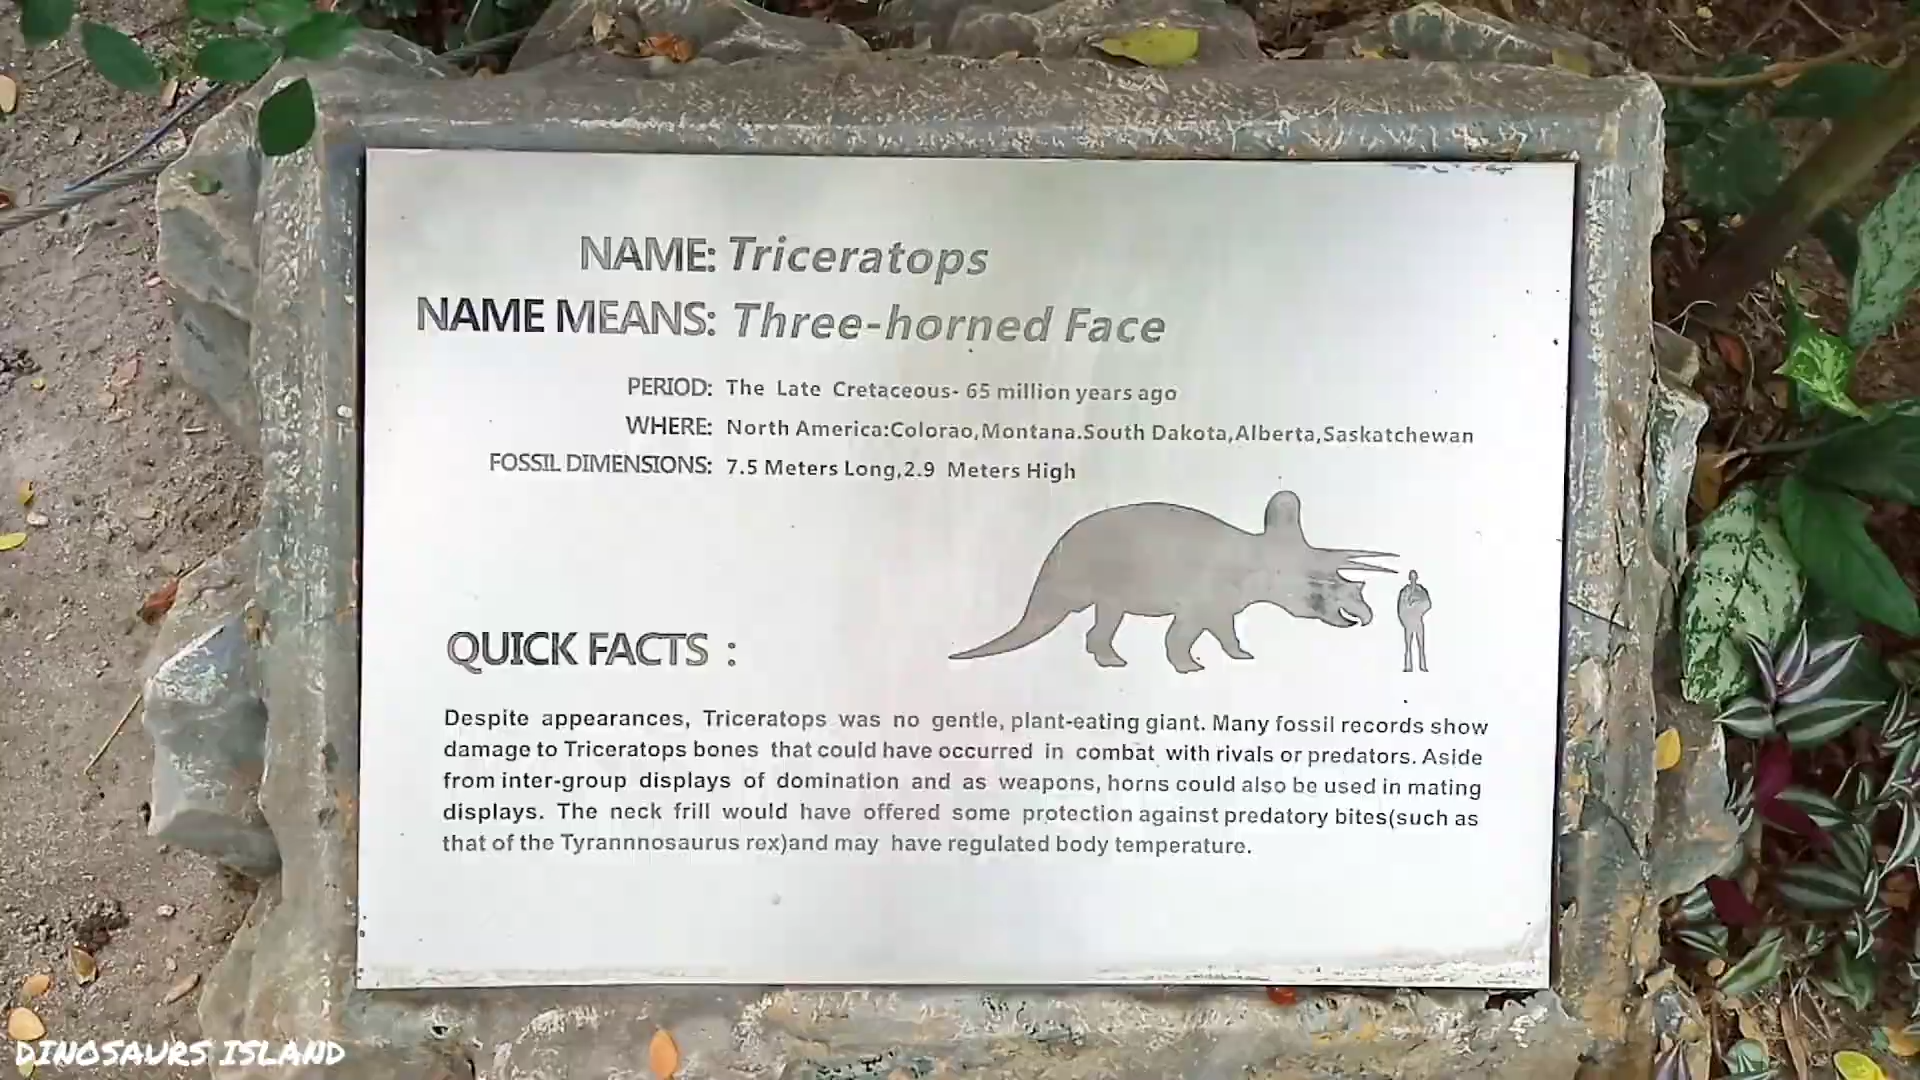 NAME: Triceratops
NAME MEANS: Three-horned Face
PERIOD: The Late Cretaceous- 65 million years ago
WHERE: North America:Colorao,Montana.South Dakota,Alberta,Saskatchewan
FOSSIL DIMENSIONS: 7.5 Meters Long,2.9 Meters High
QUICK FACTS :
Despite appearances, Triceratops was no gentle, plant-eating giant. Many fossil records show
damage to Triceratops bones that could have occurred in combat with rivals or predators. Aside
from inter-group displays of domination and as weapons, horns could also be used in mating
displays. The neck frill would have offered some protection against predatory bites(such as
that of the Tyrannnosaurus rex)and may have regulated body temperature.
DINOSAURS ISLAND